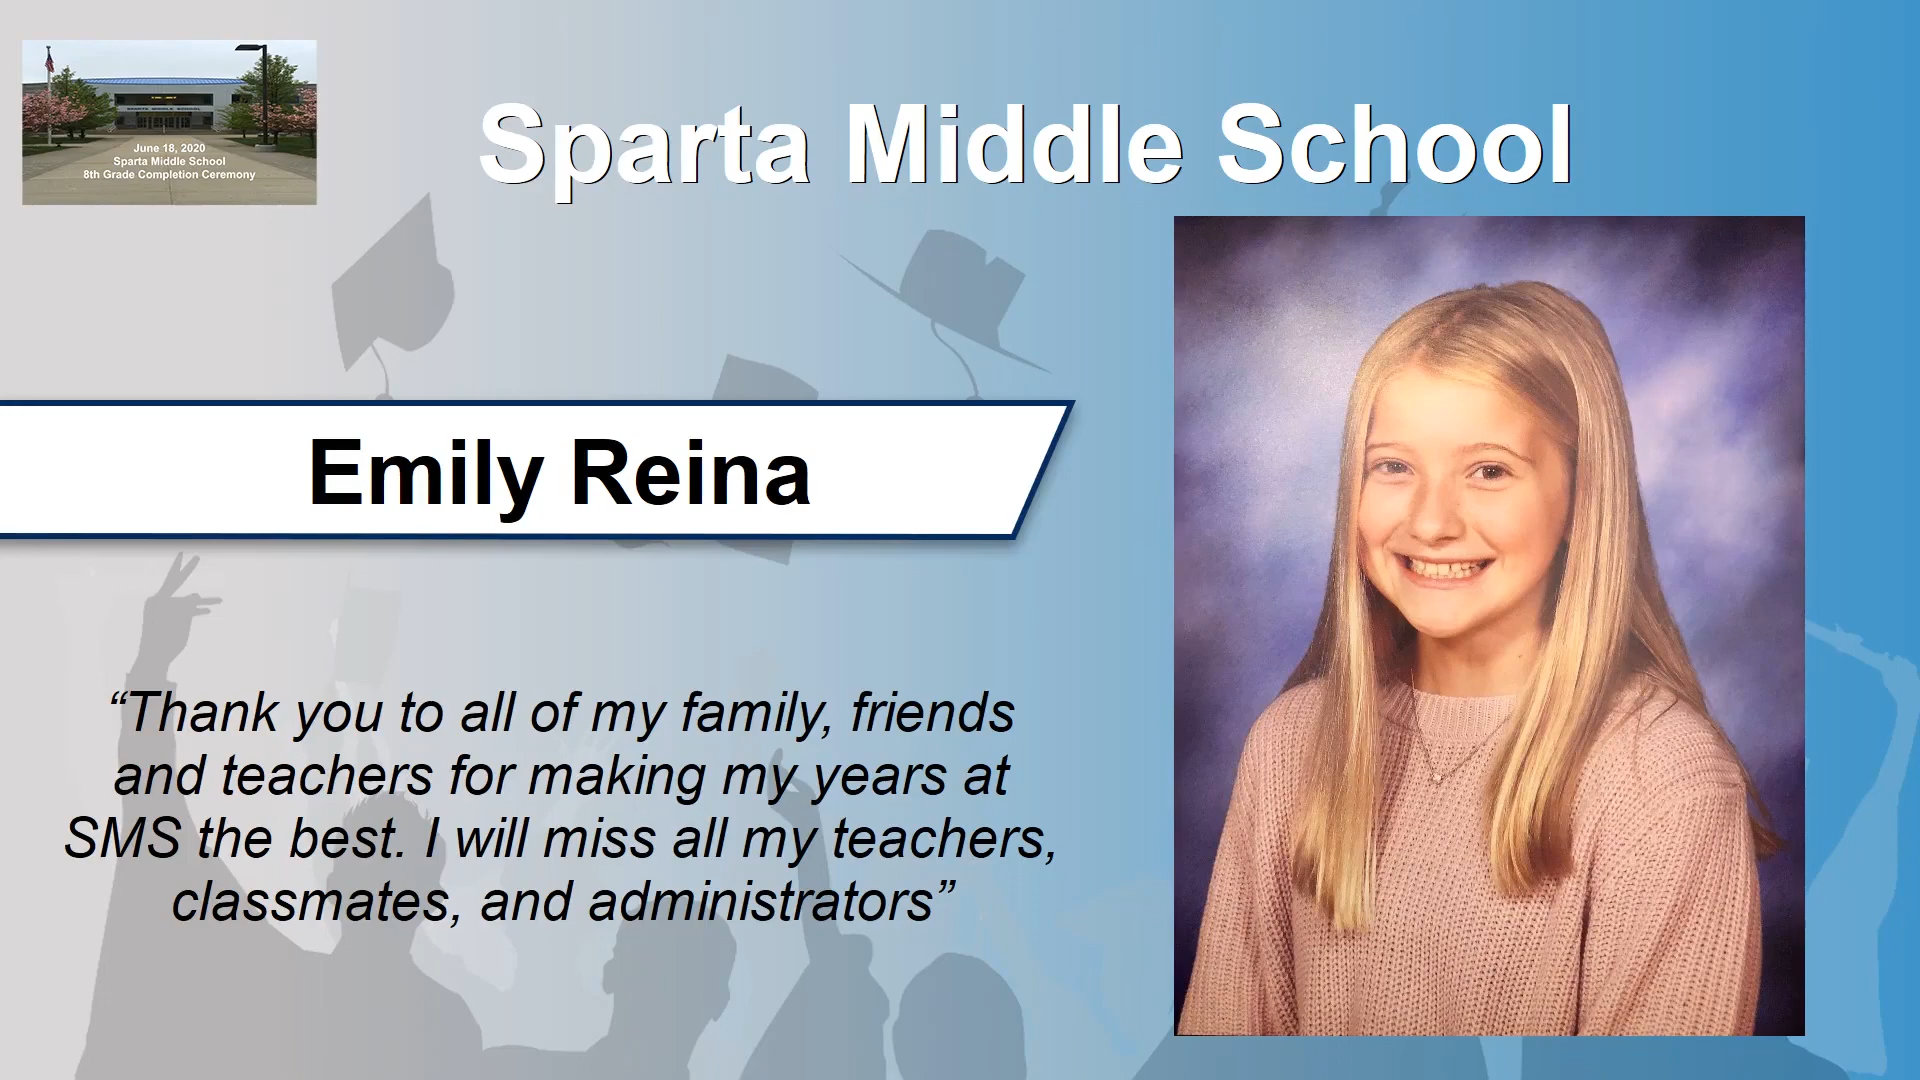 June 18, 2020
Sparta Middle School
8th Grade Completion Ceremony
Sparta Middle School
Emily Reina
“Thank you to all of my family, friends
and teachers for making my years at
SMS the best. I will miss all my teachers,
classmates, and administrators”